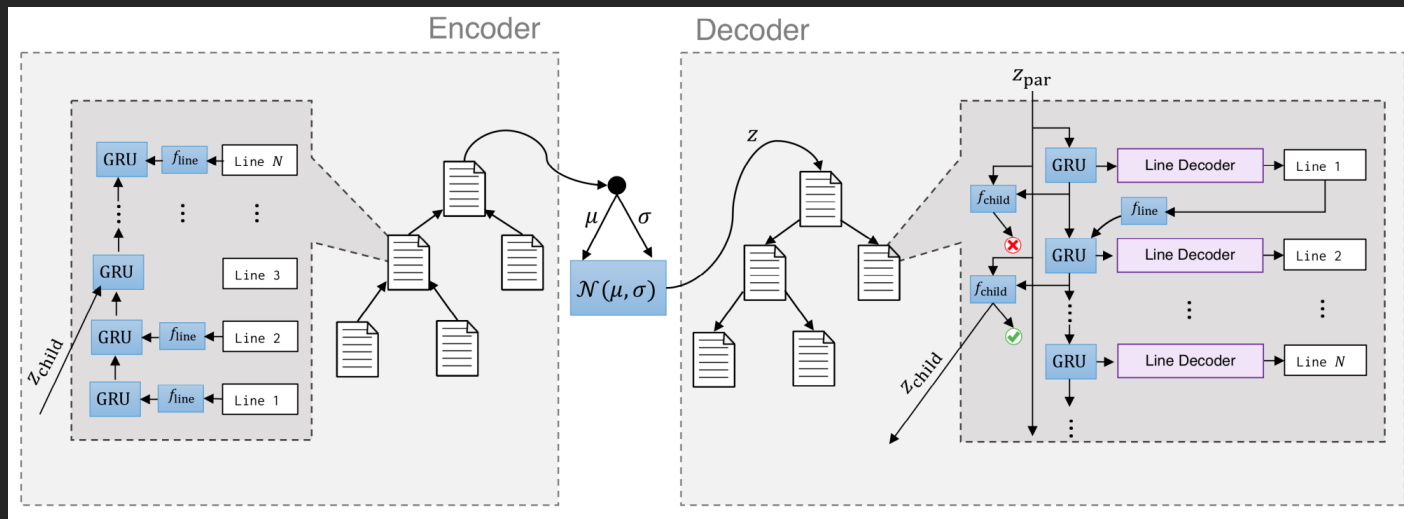 Encoder
GRU
f_line
Line N
GRU
Line 3
GRU
f_line
Line 2
GRU
f_line
Line 1
z_child
μ
σ
𝒩(μ, σ)
Decoder
z
z_par
GRU
Line Decoder
Line 1
f_child
f_line
GRU
Line Decoder
Line 2
f_child
GRU
Line Decoder
Line N
z_child